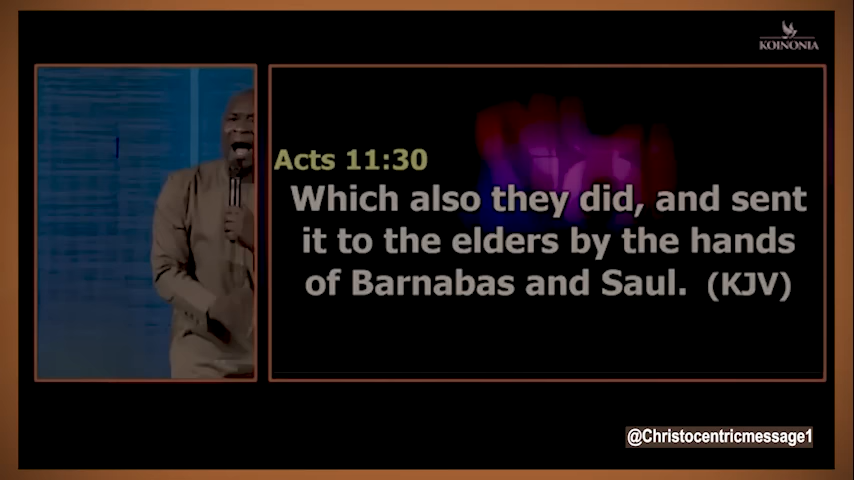 KOINONIA
Acts 11:30
Which also they did, and sent
it to the elders by the hands
of Barnabas and Saul. (KJV)
@Christocentricmessage1